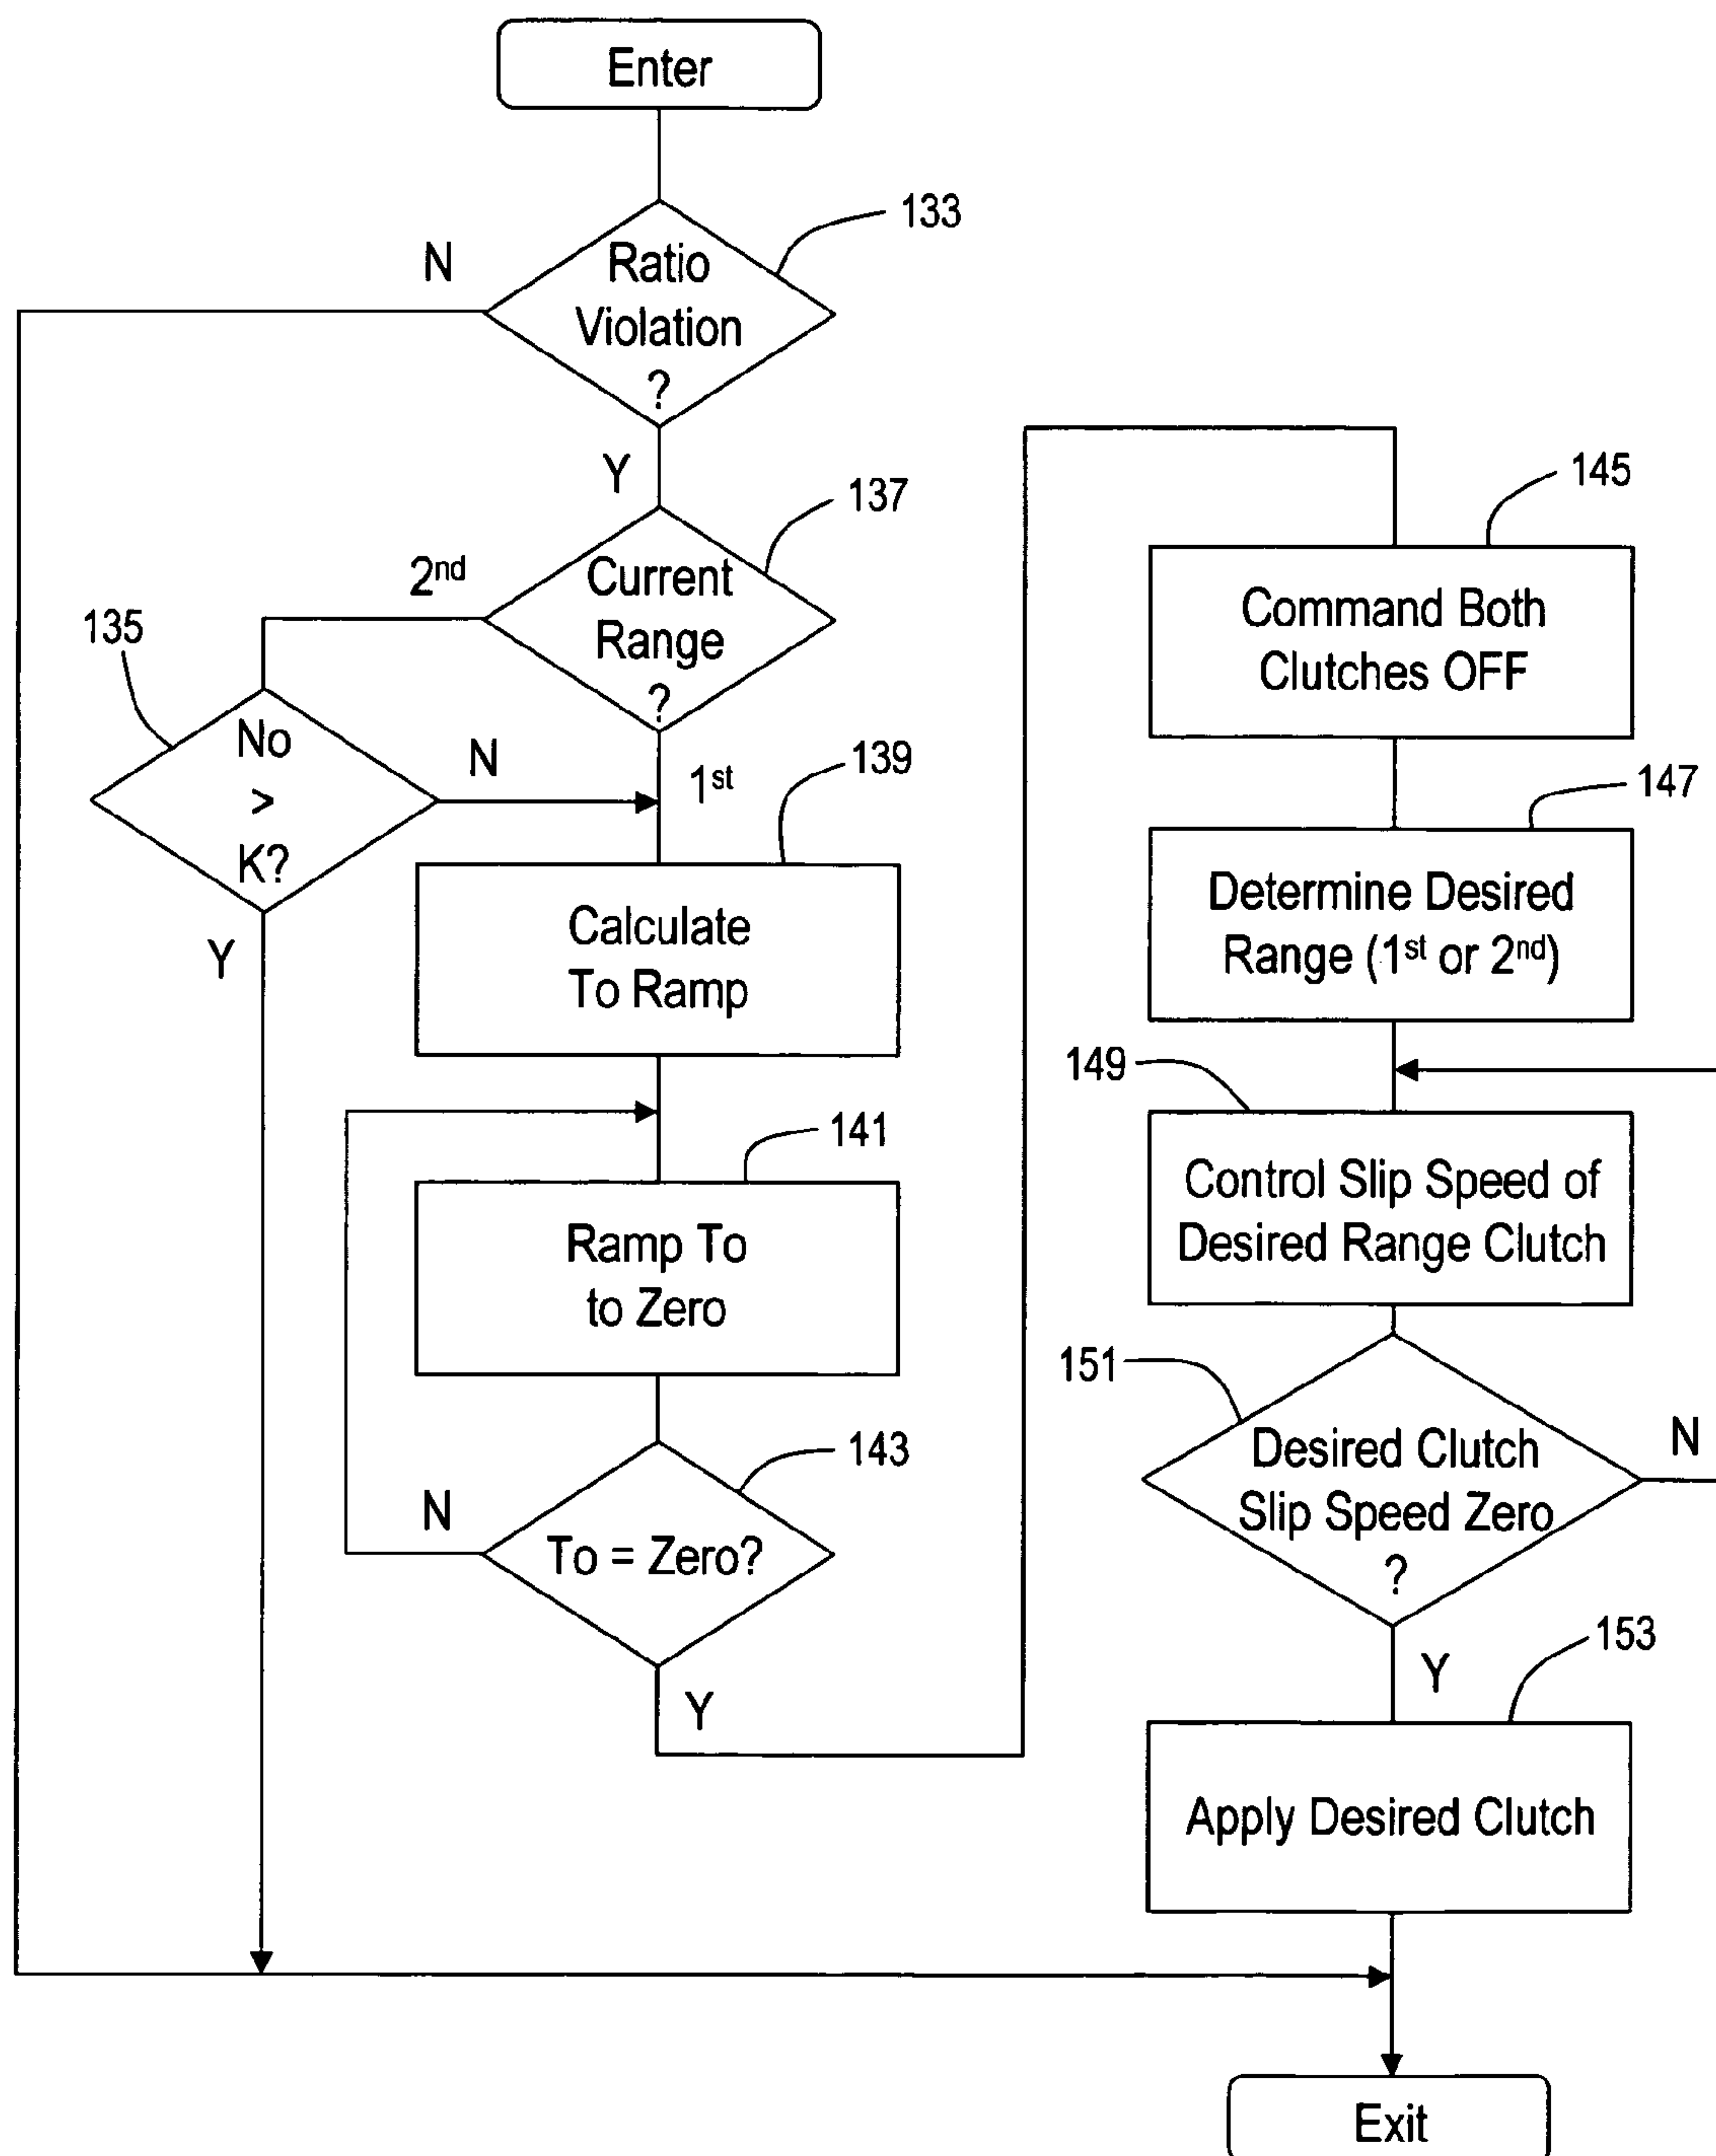 Enter
133
N
Ratio
Violation
?
Y
137
2nd
Current
Range
?
135
No
>
K?
N
1st
Y
139
Calculate
To Ramp
141
Ramp To
to Zero
143
N
To = Zero?
Y
145
Command Both
Clutches OFF
147
Determine Desired
Range (1st or 2nd)
149
Control Slip Speed of
Desired Range Clutch
151
Desired Clutch
Slip Speed Zero
?
N
Y
153
Apply Desired Clutch
Exit